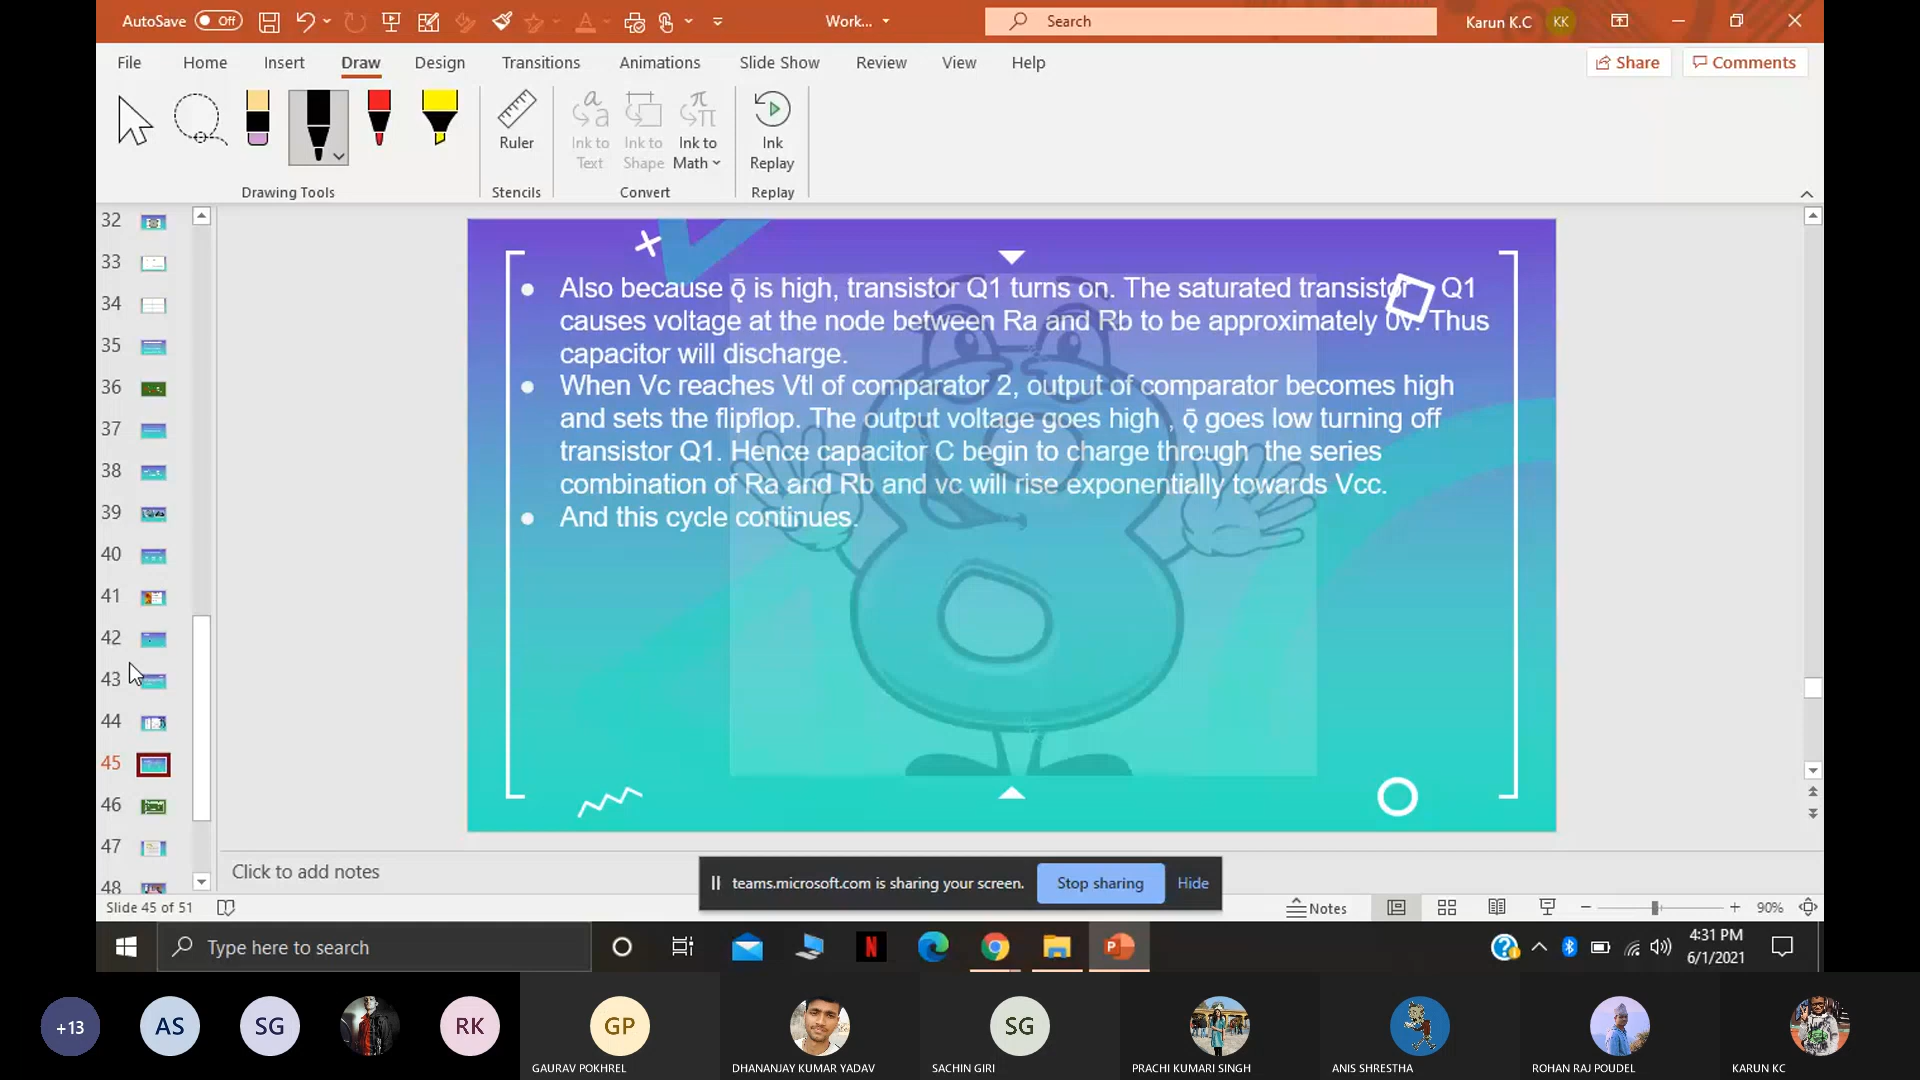 AutoSave Off
Work...
Search
Karun K.C KK
File Home Insert Draw Design Transitions Animations Slide Show Review View Help
Share Comments
Ruler
Ink to Text
Ink to Shape
Ink to Math
Ink Replay
Drawing Tools Stencils Convert Replay
32
33
34
35
36
37
38
39
40
41
42
43
44
45
46
47
48
Also because q̄ is high, transistor Q1 turns on. The saturated transistor Q1
causes voltage at the node between Ra and Rb to be approximately 0v. Thus
capacitor will discharge.
When Vc reaches Vtl of comparator 2, output of comparator becomes high
and sets the flipflop. The output voltage goes high , q̄ goes low turning off
transistor Q1. Hence capacitor C begin to charge through the series
combination of Ra and Rb and vc will rise exponentially towards Vcc.
And this cycle continues.
Click to add notes
teams.microsoft.com is sharing your screen. Stop sharing Hide
Slide 45 of 51
Notes
90%
Type here to search
4:31 PM
6/1/2021
+13 AS SG RK GP SG
GAURAV POKHREL DHANANJAY KUMAR YADAV SACHIN GIRI PRACHI KUMARI SINGH ANIS SHRESTHA ROHAN RAJ POUDEL KARUN KC